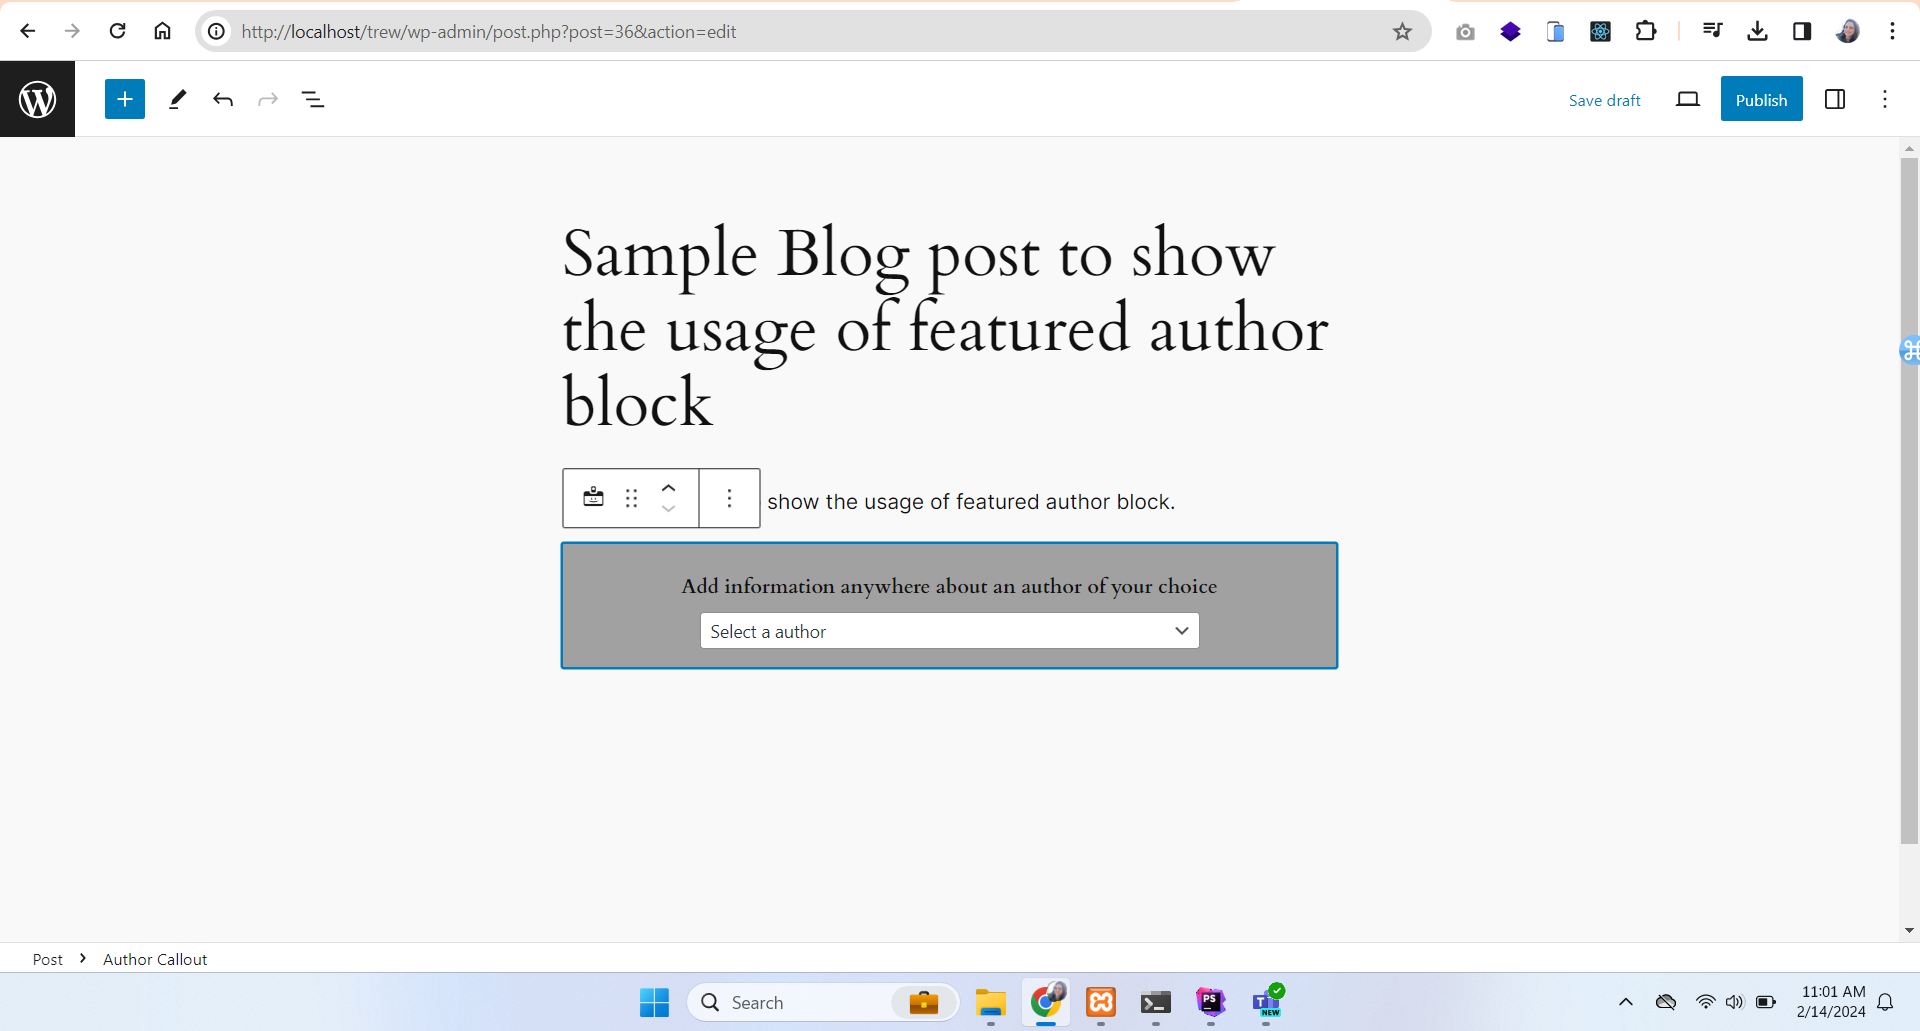 http://localhost/trew/wp-admin/post.php?post=36&action=edit
Save draft
Publish
Sample Blog post to show
the usage of featured author
block
show the usage of featured author block.
Add information anywhere about an author of your choice
Select a author
Post
Author Callout
Search
PS
T
NEW
11:01 AM
2/14/2024